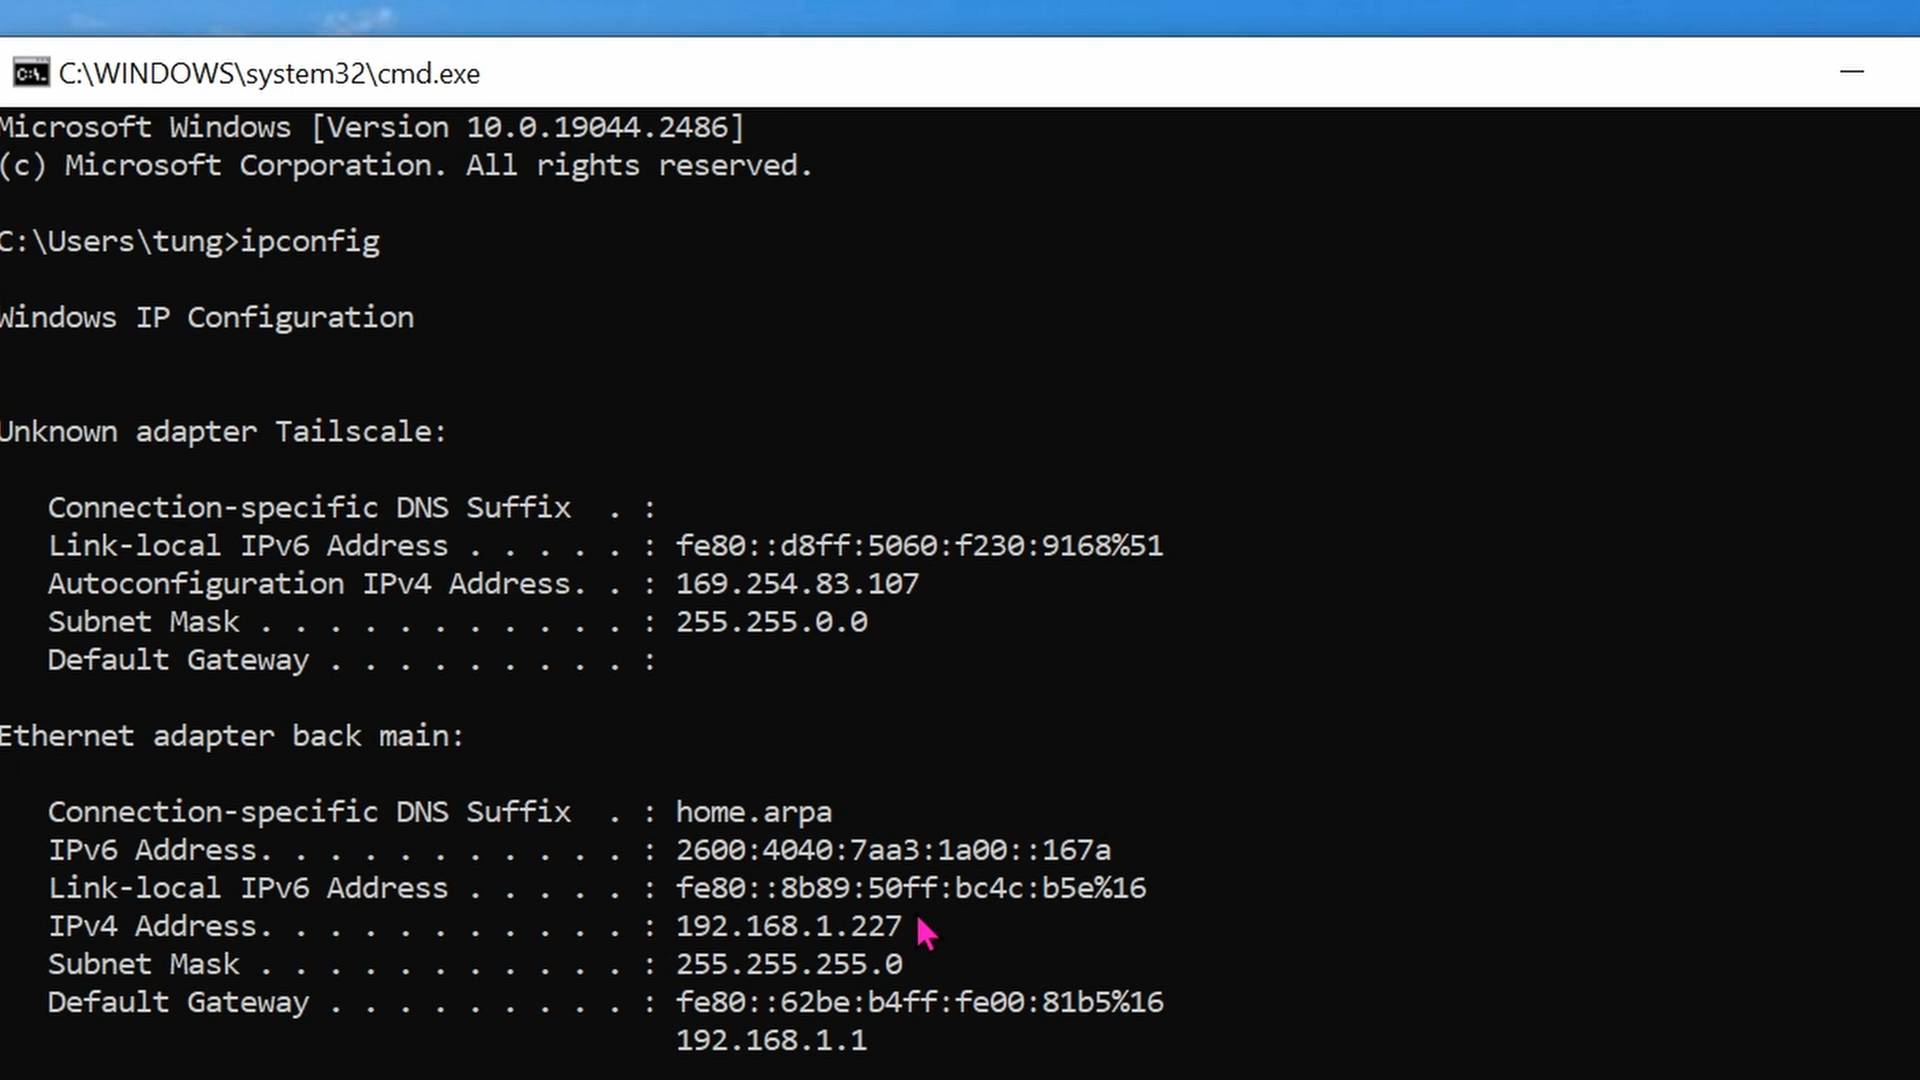 C:\WINDOWS\system32\cmd.exe
Microsoft Windows [Version 10.0.19044.2486]
(c) Microsoft Corporation. All rights reserved.
C:\Users\tung>ipconfig
Windows IP Configuration
Unknown adapter Tailscale:
Connection-specific DNS Suffix  . :
Link-local IPv6 Address . . . . . : fe80::d8ff:5060:f230:9168%51
Autoconfiguration IPv4 Address. . : 169.254.83.107
Subnet Mask . . . . . . . . . . . : 255.255.0.0
Default Gateway . . . . . . . . . :
Ethernet adapter back main:
Connection-specific DNS Suffix  . : home.arpa
IPv6 Address. . . . . . . . . . . : 2600:4040:7aa3:1a00::167a
Link-local IPv6 Address . . . . . : fe80::8b89:50ff:bc4c:b5e%16
IPv4 Address. . . . . . . . . . . : 192.168.1.227
Subnet Mask . . . . . . . . . . . : 255.255.255.0
Default Gateway . . . . . . . . . : fe80::62be:b4ff:fe00:81b5%16
192.168.1.1